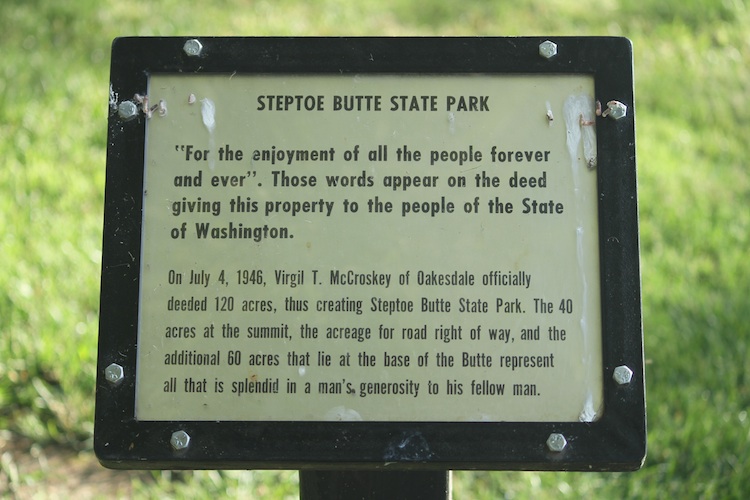 STEPTOE BUTTE STATE PARK
"For the enjoyment of all the people forever
and ever". Those words appear on the deed
giving this property to the people of the State
of Washington.
On July 4, 1946, Virgil T. McCroskey of Oakesdale officially
deeded 120 acres, thus creating Steptoe Butte State Park. The 40
acres at the summit, the acreage for road right of way, and the
additional 60 acres that lie at the base of the Butte represent
all that is splendid in a man's generosity to his fellow man.